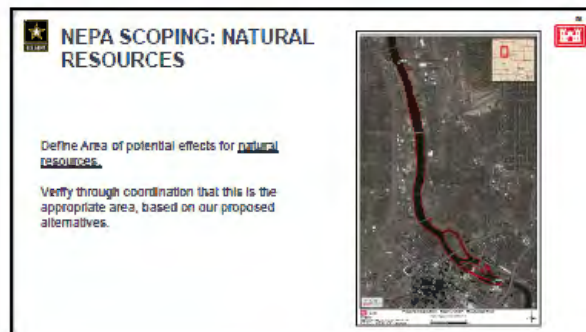 NEPA SCOPING: NATURAL
RESOURCES
Define Area of potential effects for natural
resources.
Verify through coordination that this is the
appropriate area, based on our proposed
alternatives.